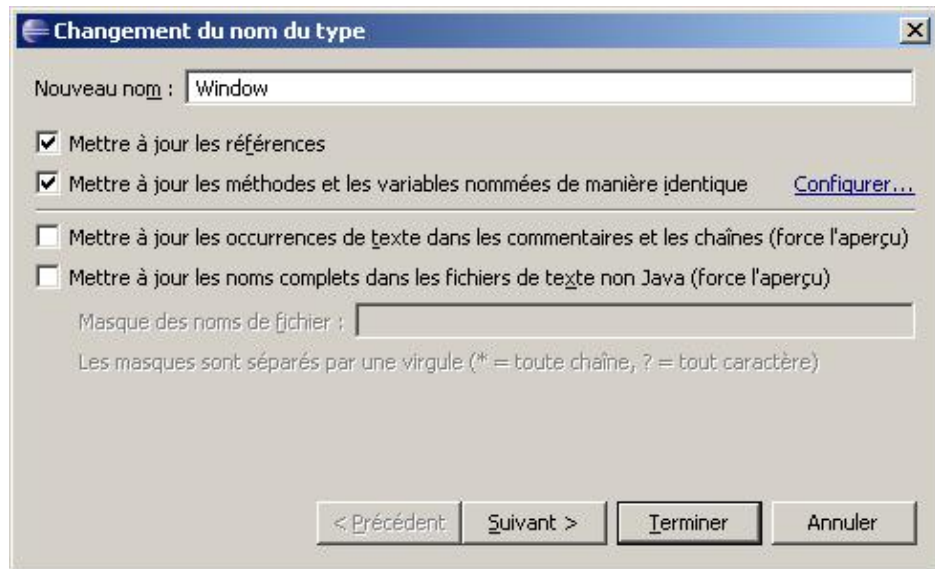 Changement du nom du type
Nouveau nom : Window
Mettre à jour les références
Mettre à jour les méthodes et les variables nommées de manière identique Configurer...
Mettre à jour les occurrences de texte dans les commentaires et les chaînes (force l'aperçu)
Mettre à jour les noms complets dans les fichiers de texte non Java (force l'aperçu)
Masque des noms de fichier :
Les masques sont séparés par une virgule (* = toute chaîne, ? = tout caractère)
< Précédent Suivant > Terminer Annuler